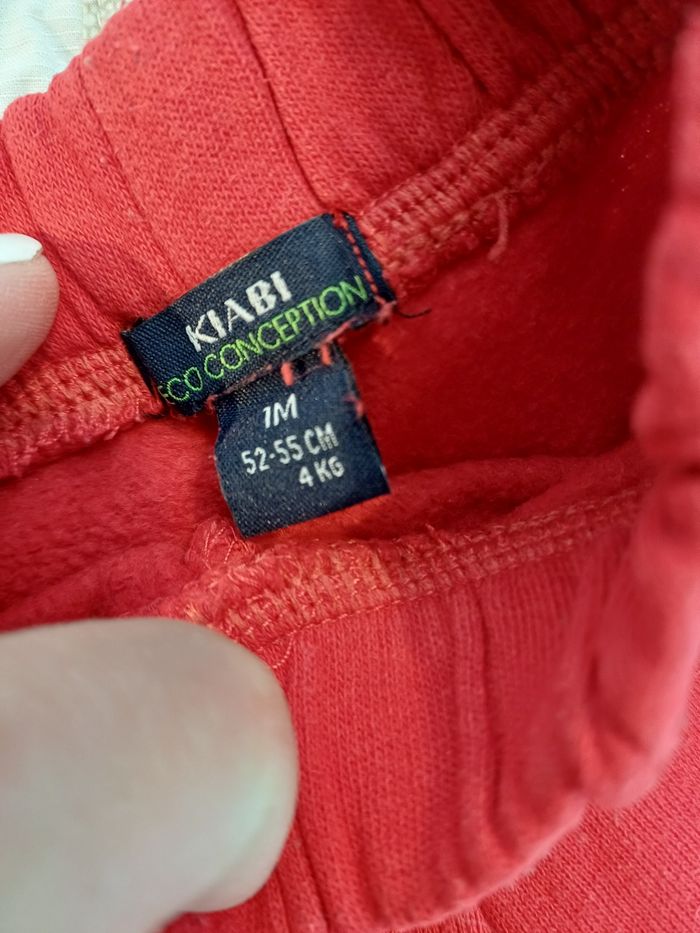 KIABI
ECO CONCEPTION
1M
52-55 CM
4 KG